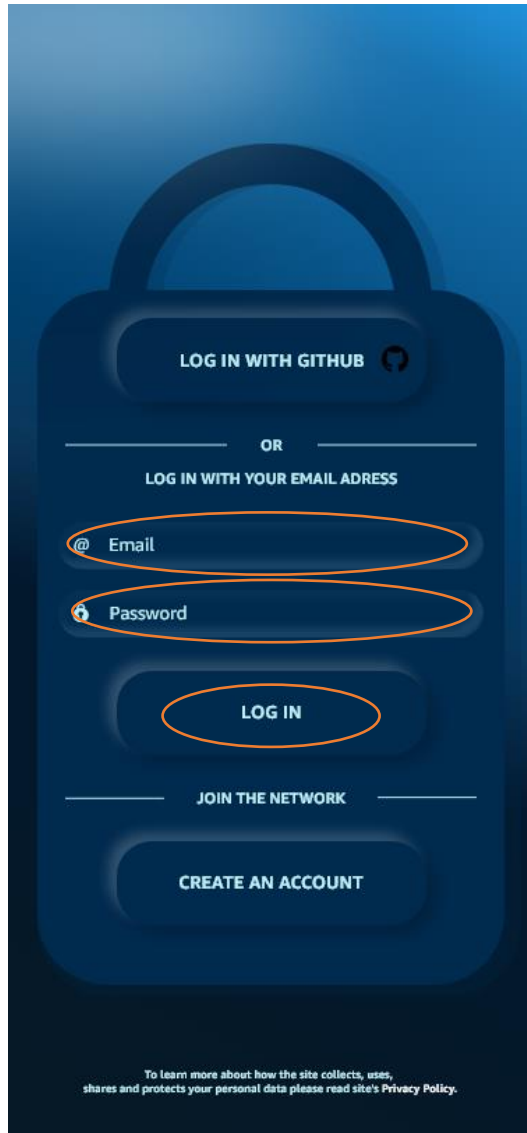 LOG IN WITH GITHUB
OR
LOG IN WITH YOUR EMAIL ADRESS
@ Email
Password
LOG IN
JOIN THE NETWORK
CREATE AN ACCOUNT
To learn more about how the site collects, uses,
shares and protects your personal data please read site's Privacy Policy.